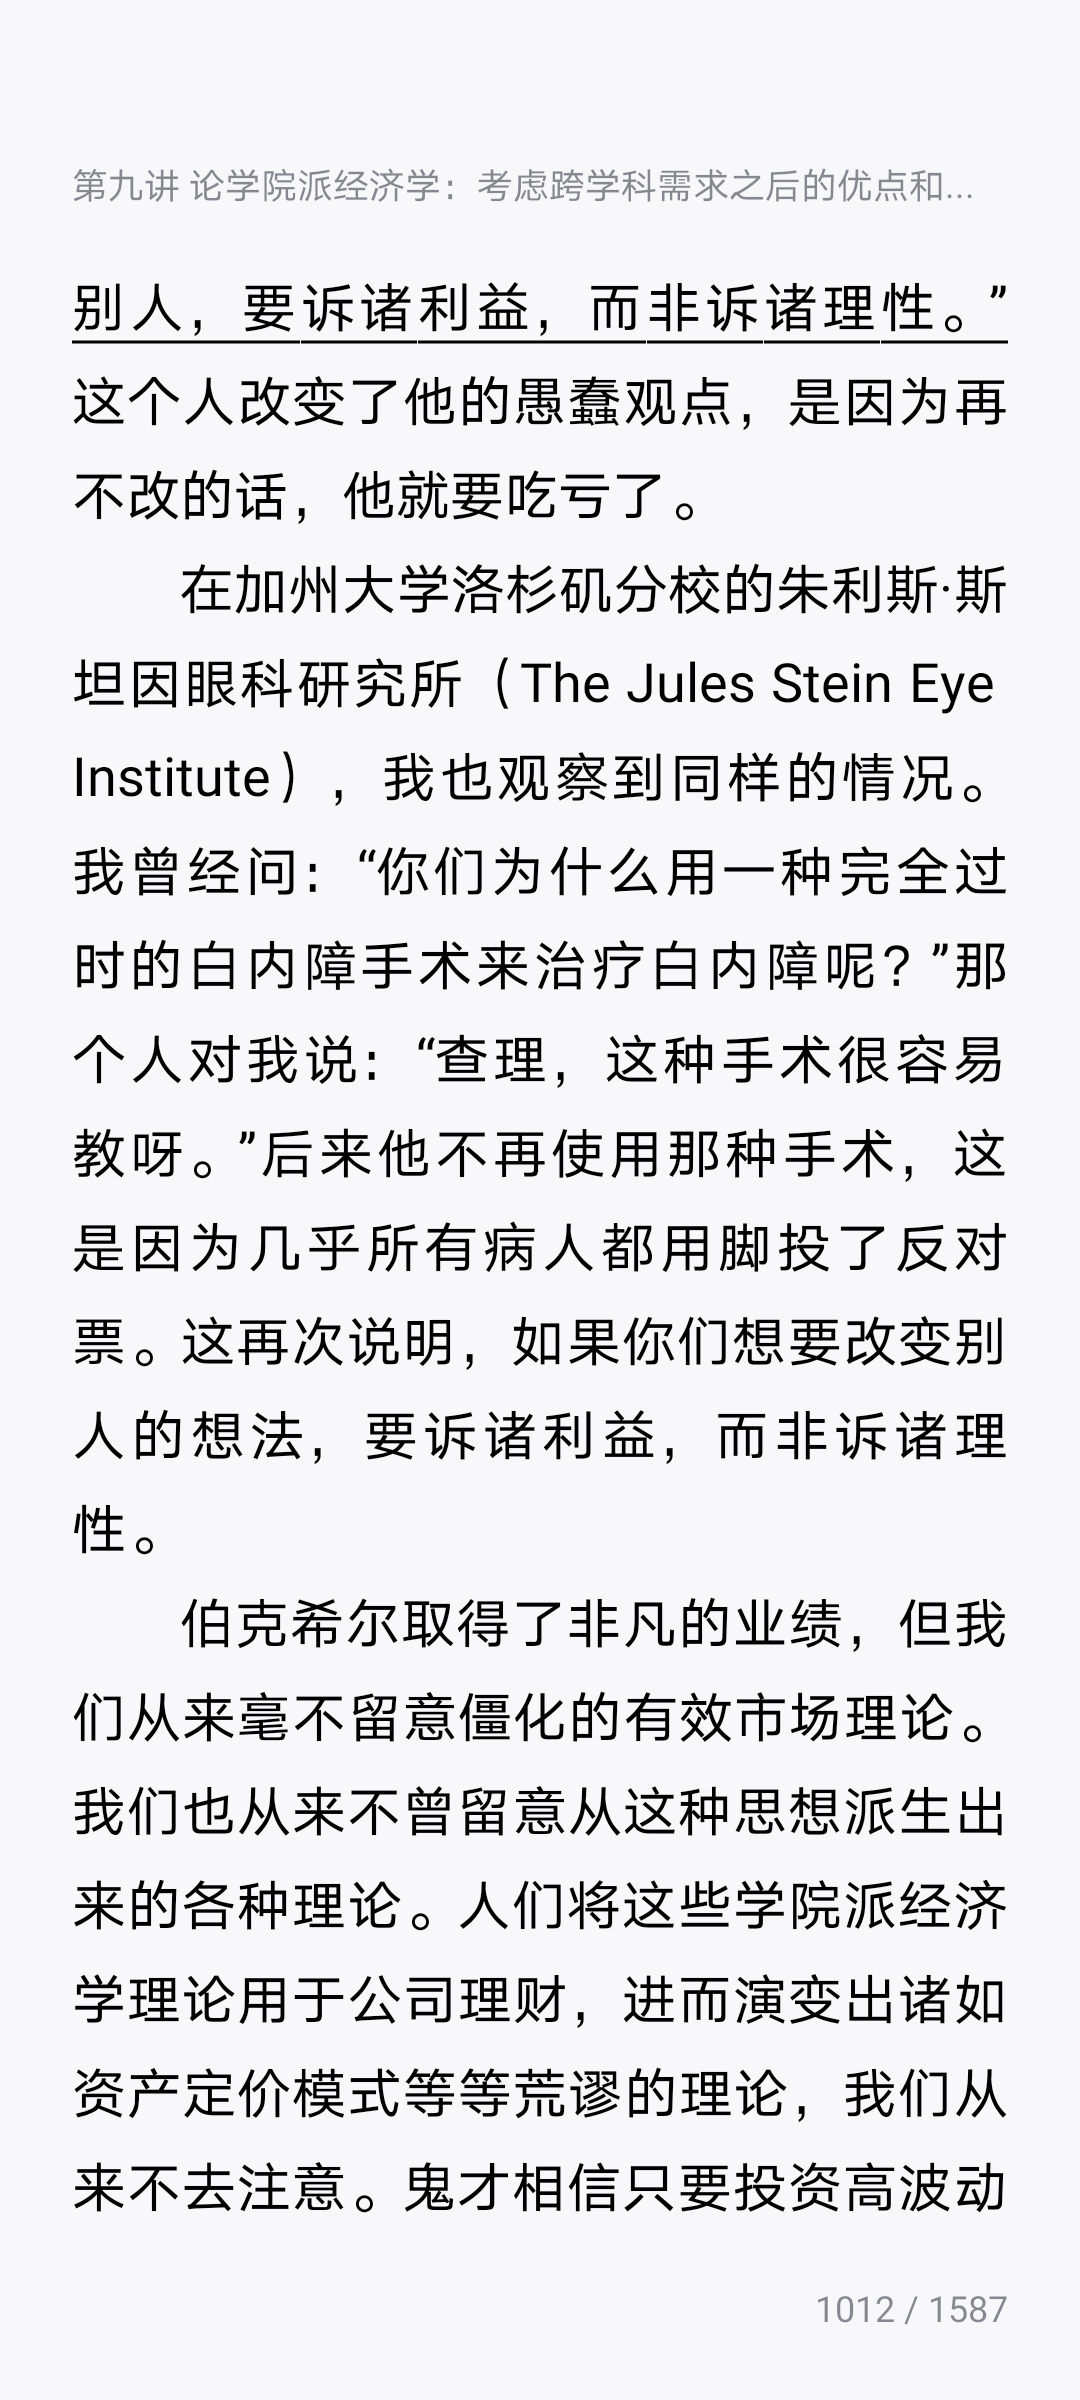 第九讲 论学院派经济学：考虑跨学科需求之后的优点和...
别人，要诉诸利益，而非诉诸理性。”
这个人改变了他的愚蠢观点，是因为再
不改的话，他就要吃亏了。
在加州大学洛杉矶分校的朱利斯·斯
坦因眼科研究所（The Jules Stein Eye
Institute），我也观察到同样的情况。
我曾经问：“你们为什么用一种完全过
时的白内障手术来治疗白内障呢？”那
个人对我说：“查理，这种手术很容易
教呀。”后来他不再使用那种手术，这
是因为几乎所有病人都用脚投了反对
票。这再次说明，如果你们想要改变别
人的想法，要诉诸利益，而非诉诸理
性。
伯克希尔取得了非凡的业绩，但我
们从来毫不留意僵化的有效市场理论。
我们也从来不曾留意从这种思想派生出
来的各种理论。人们将这些学院派经济
学理论用于公司理财，进而演变出诸如
资产定价模式等等荒谬的理论，我们从
来不去注意。鬼才相信只要投资高波动
1012 / 1587